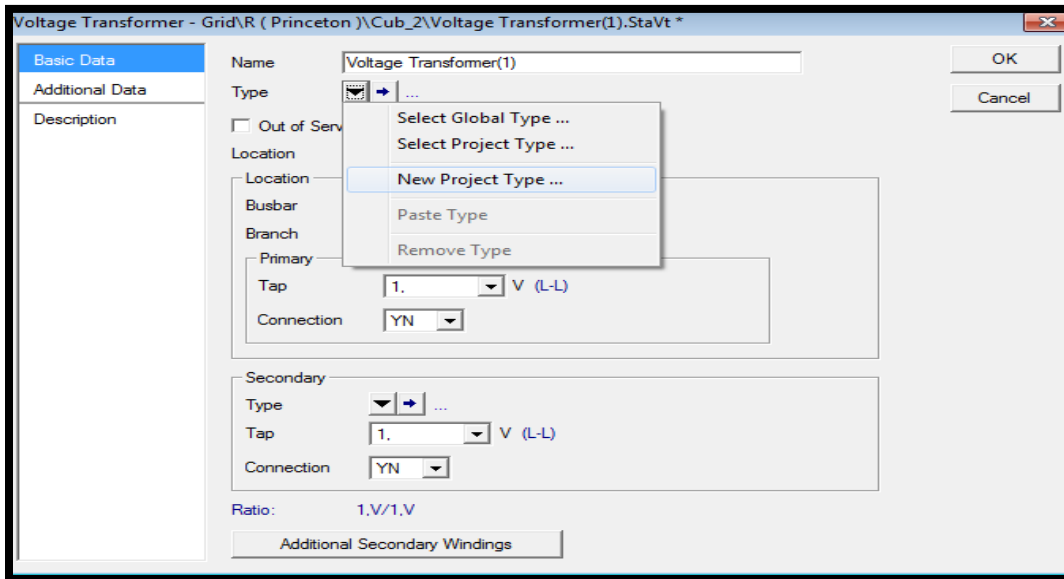 Voltage Transformer - Grid\R ( Princeton )\Cub_2\Voltage Transformer(1).StaVt *
Basic Data
Additional Data
Description
Name Voltage Transformer(1)
Type ...
Select Global Type ...
Select Project Type ...
New Project Type ...
Paste Type
Remove Type
Out of Serv
Location
Location
Busbar
Branch
Primary
Tap 1, V (L-L)
Connection YN
Secondary
Type ...
Tap 1, V (L-L)
Connection YN
Ratio: 1,V/1,V
Additional Secondary Windings
OK
Cancel